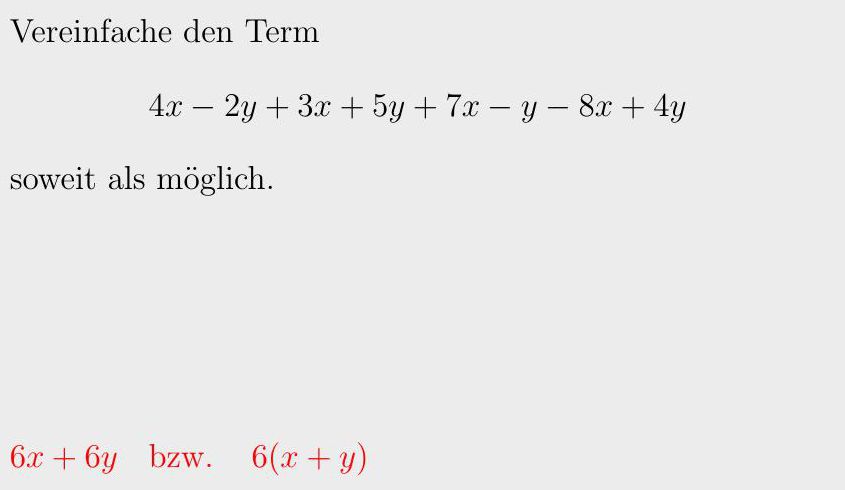 Vereinfache den Term
4x − 2y + 3x + 5y + 7x − y − 8x + 4y
soweit als möglich.
6x + 6y bzw. 6(x + y)